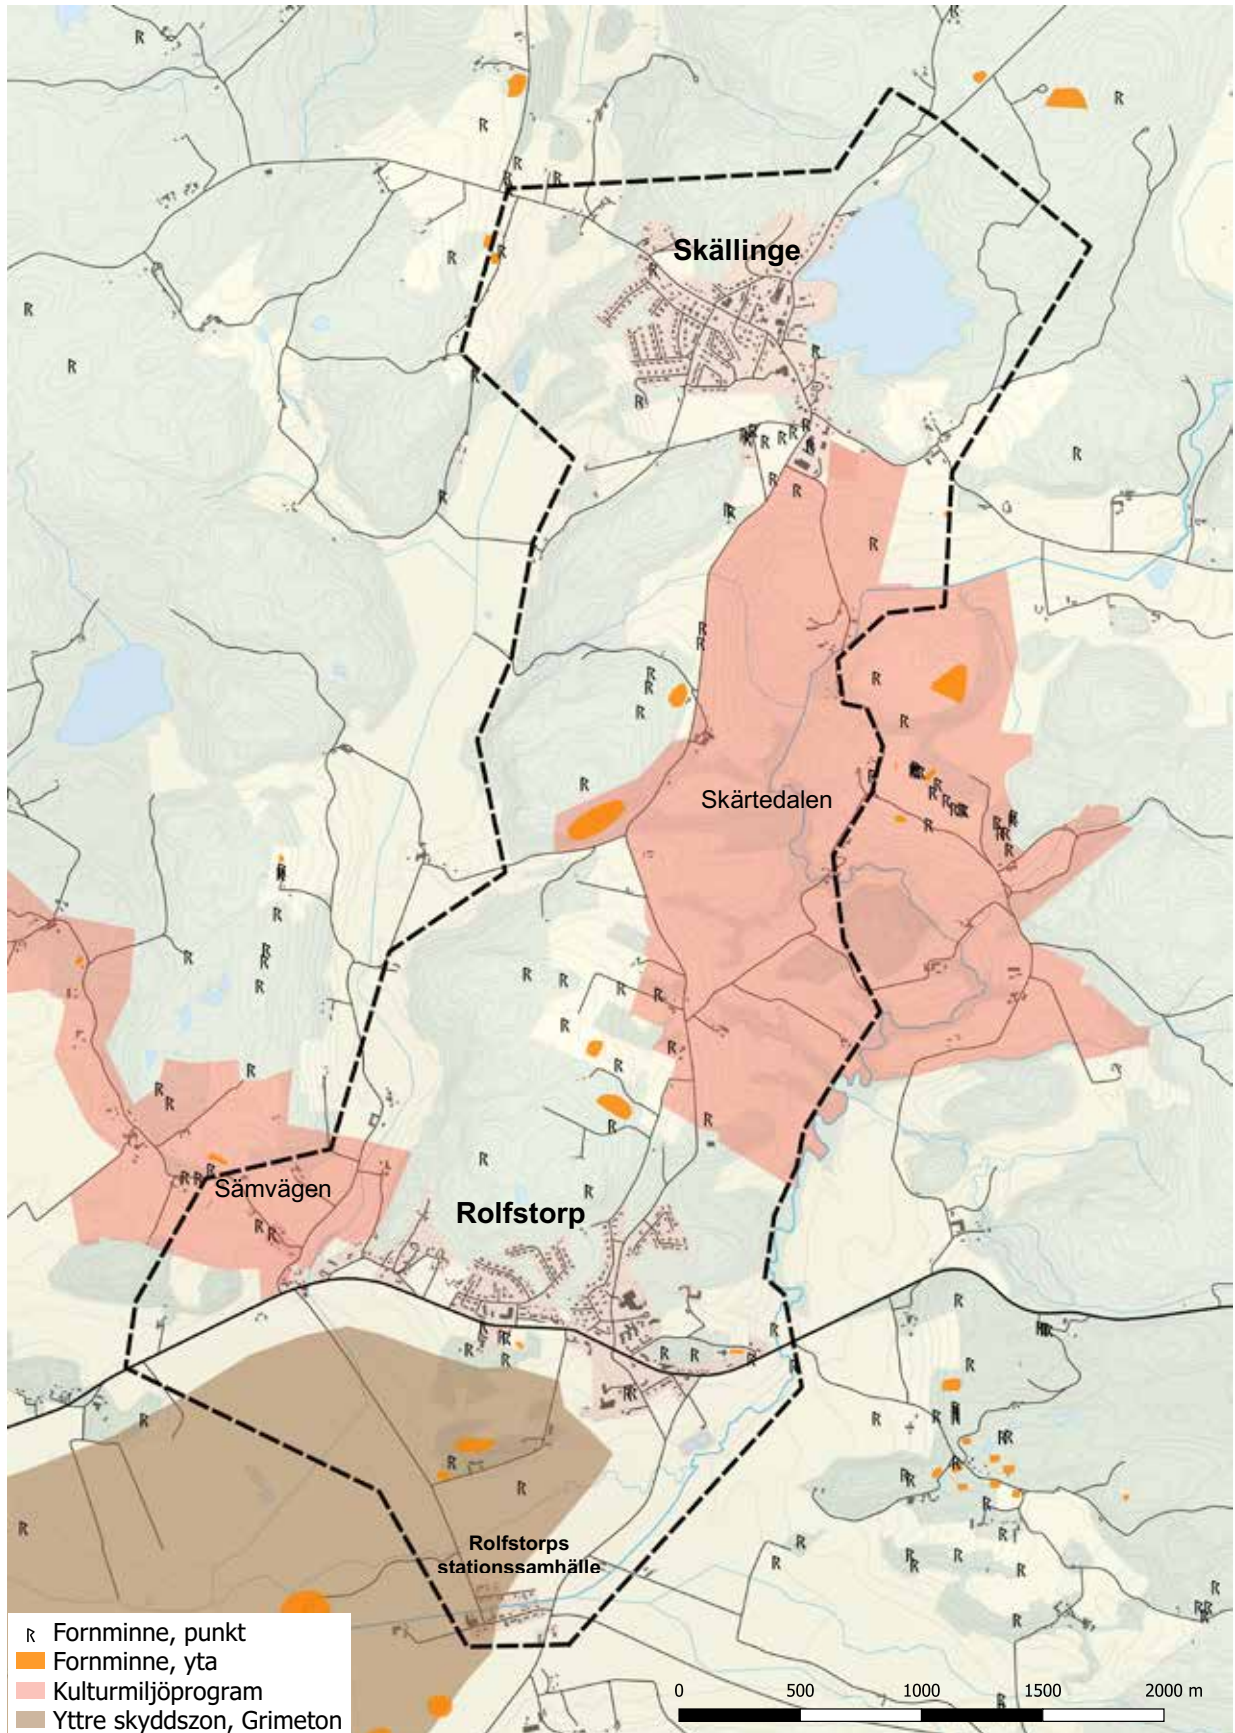 Skällinge
Skärtedalen
Sämvägen
Rolfstorp
Rolfstorps
stationssamhälle
R Fornminne, punkt
Fornminne, yta
Kulturmiljöprogram
Yttre skyddszon, Grimeton
0 500 1000 1500 2000 m